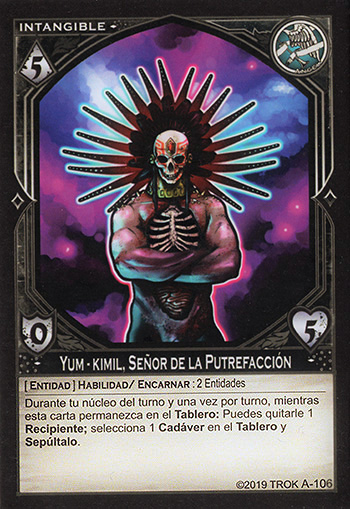 INTANGIBLE
5
0
5
YUM - KIMIL, SEÑOR DE LA PUTREFACCIÓN
[ ENTIDAD ] HABILIDAD/ ENCARNAR : 2 Entidades
Durante tu núcleo del turno y una vez por turno, mientras
esta carta permanezca en el Tablero: Puedes quitarle 1
Recipiente; selecciona 1 Cadáver en el Tablero y
Sepúltalo.
©2019 TROK A-106